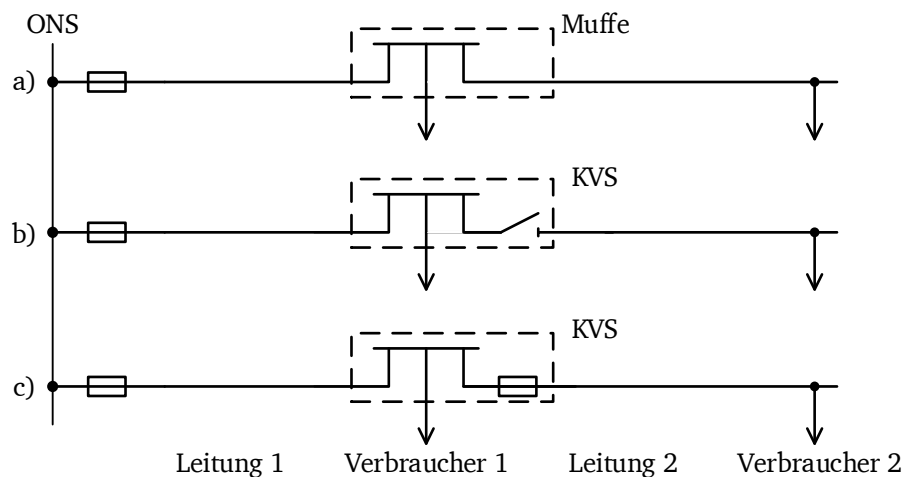 ONS Muffe
a)
KVS
b)
KVS
c)
Leitung 1 Verbraucher 1 Leitung 2 Verbraucher 2